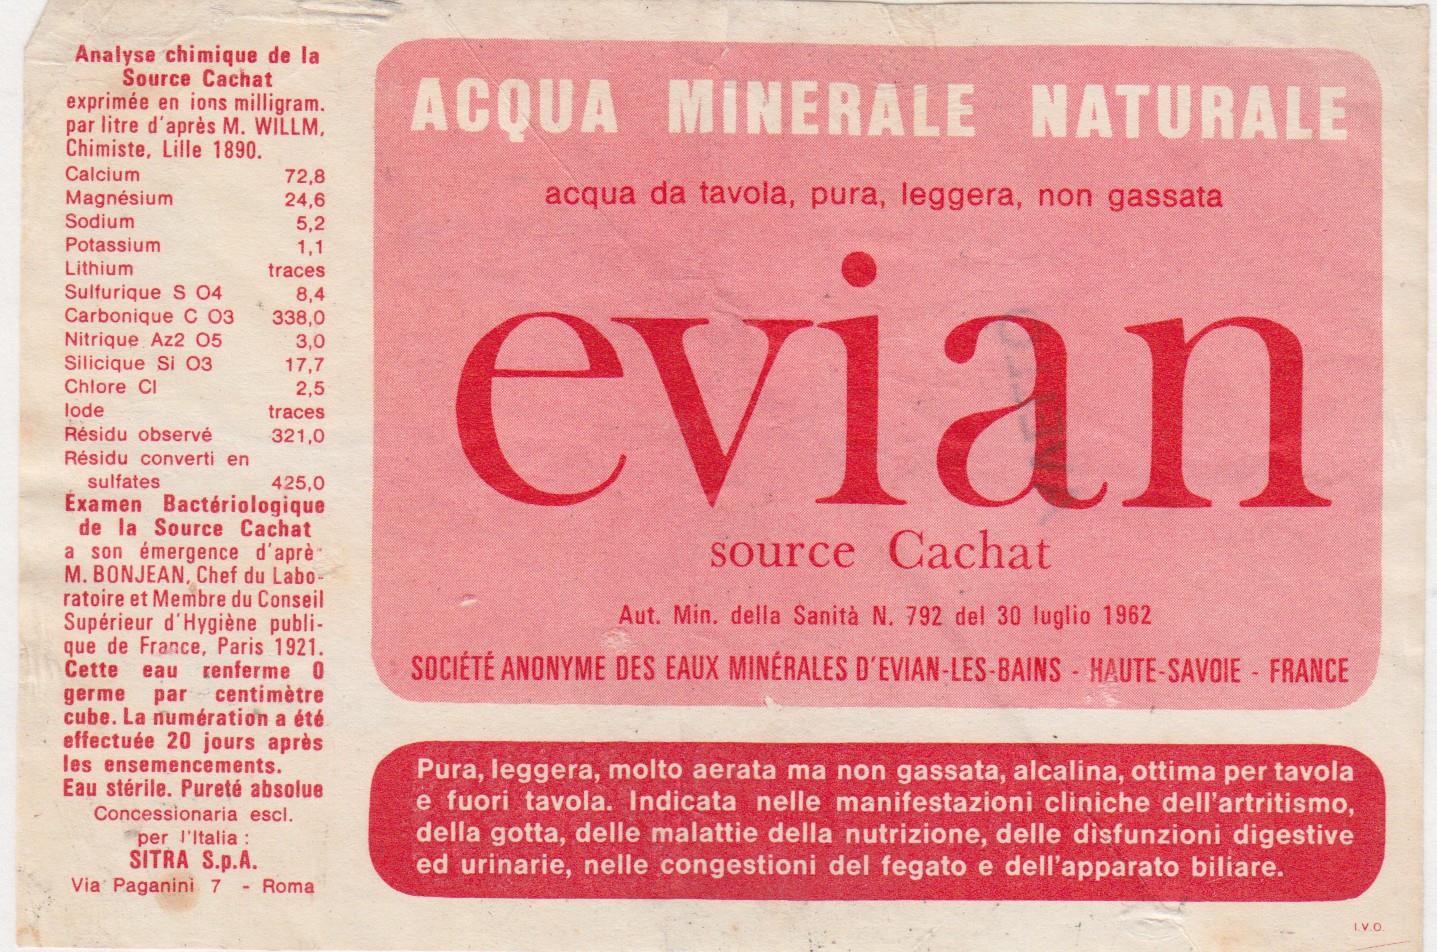 Analyse chimique de la
Source Cachat
exprimée en ions milligram.
par litre d'après M. WILLM,
Chimiste, Lille 1890.
Calcium 72,8
Magnésium 24,6
Sodium 5,2
Potassium 1,1
Lithium traces
Sulfurique S O4 8,4
Carbonique C O3 338,0
Nitrique Az2 O5 3,0
Silicique Si O3 17,7
Chlore Cl 2,5
Iode traces
Résidu observé 321,0
Résidu converti en
sulfates 425,0
Examen Bactériologique
de la Source Cachat
a son émergence d'aprè
M. BONJEAN, Chef du Labo-
ratoire et Membre du Conseil
Supérieur d'Hygiène publi-
que de France, Paris 1921.
Cette eau renferme 0
germe par centimètre
cube. La numération a été
effectuée 20 jours après
les ensemencements.
Eau stérile. Pureté absolue
Concessionaria escl.
per l'Italia :
SITRA S.p.A.
Via Paganini 7 - Roma
ACQUA MINERALE NATURALE
acqua da tavola, pura, leggera, non gassata
evian
source Cachat
Aut. Min. della Sanità N. 792 del 30 luglio 1962
SOCIÉTÉ ANONYME DES EAUX MINÉRALES D'EVIAN-LES-BAINS - HAUTE-SAVOIE - FRANCE
Pura, leggera, molto aerata ma non gassata, alcalina, ottima per tavola
e fuori tavola. Indicata nelle manifestazioni cliniche dell'artritismo,
della gotta, delle malattie della nutrizione, delle disfunzioni digestive
ed urinarie, nelle congestioni del fegato e dell'apparato biliare.
I.V.O.